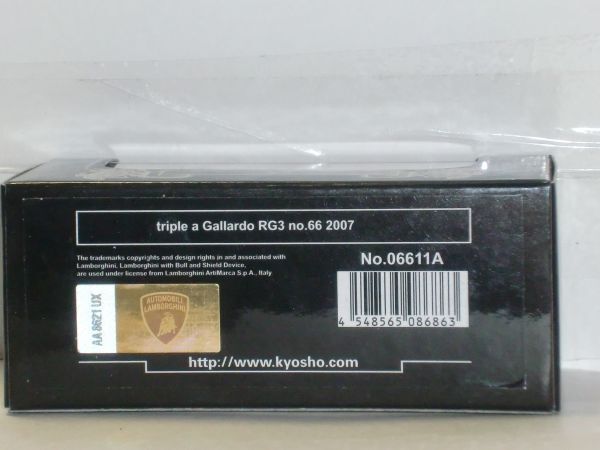 triple a Gallardo RG3 no.66 2007
The trademarks copyrights and design rights in and associated with
Lamborghini, Lamborghini with Bull and Shield Device,
are used under license from Lamborghini ArtiMarca S.p.A., Italy
No.06611A
AA 8621 UX
AUTOMOBILI
LAMBORGHINI
4 548565 086863
http://www.kyosho.com